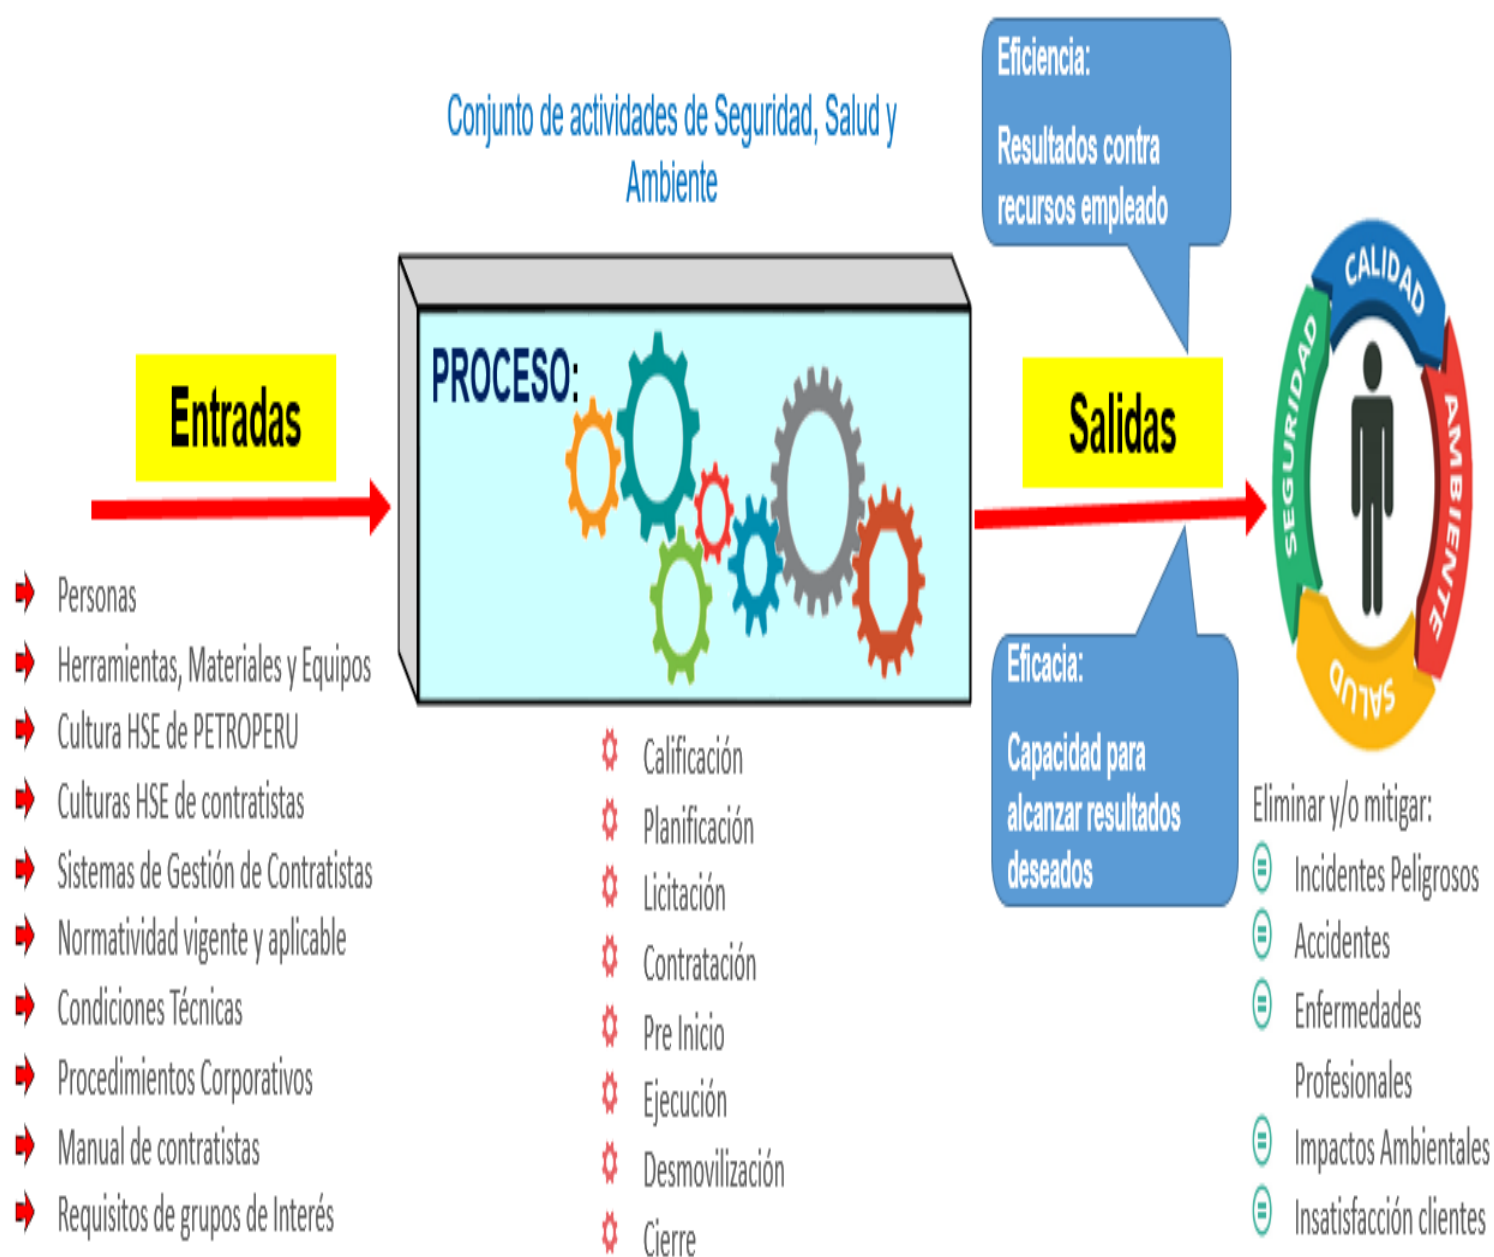 Conjunto de actividades de Seguridad, Salud y
Ambiente
Eficiencia:
Resultados contra
recursos empleado
Entradas
PROCESO:
Salidas
CALIDAD
AMBIENTE
SALUD
SEGURIDAD
Personas
Herramientas, Materiales y Equipos
Cultura HSE de PETROPERU
Culturas HSE de contratistas
Sistemas de Gestión de Contratistas
Normatividad vigente y aplicable
Condiciones Técnicas
Procedimientos Corporativos
Manual de contratistas
Requisitos de grupos de Interés
Calificación
Planificación
Licitación
Contratación
Pre Inicio
Ejecución
Desmovilización
Cierre
Eficacia:
Capacidad para
alcanzar resultados
deseados
Eliminar y/o mitigar:
Incidentes Peligrosos
Accidentes
Enfermedades
Profesionales
Impactos Ambientales
Insatisfacción clientes